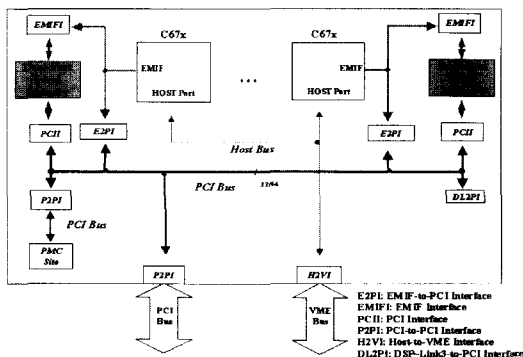 EMIFI
C67x
C67x
EMIFI
EMIF
HOST Port
...
EMIF
HOST Port
PCII
E2PI
E2PI
PCII
Host Bus
PCI Bus
32/64
P2PI
DL2PI
PCI Bus
PMC
Site
P2PI
H2VI
PCI
Bus
VME
Bus
E2PI: EMIF-to-PCI Interface
EMIFI: EMIF Interface
PCII: PCI Interface
P2PI: PCI-to-PCI Interface
H2VI: Host-to-VME Interface
DL2PI: DSP-Link3-to-PCI Interface